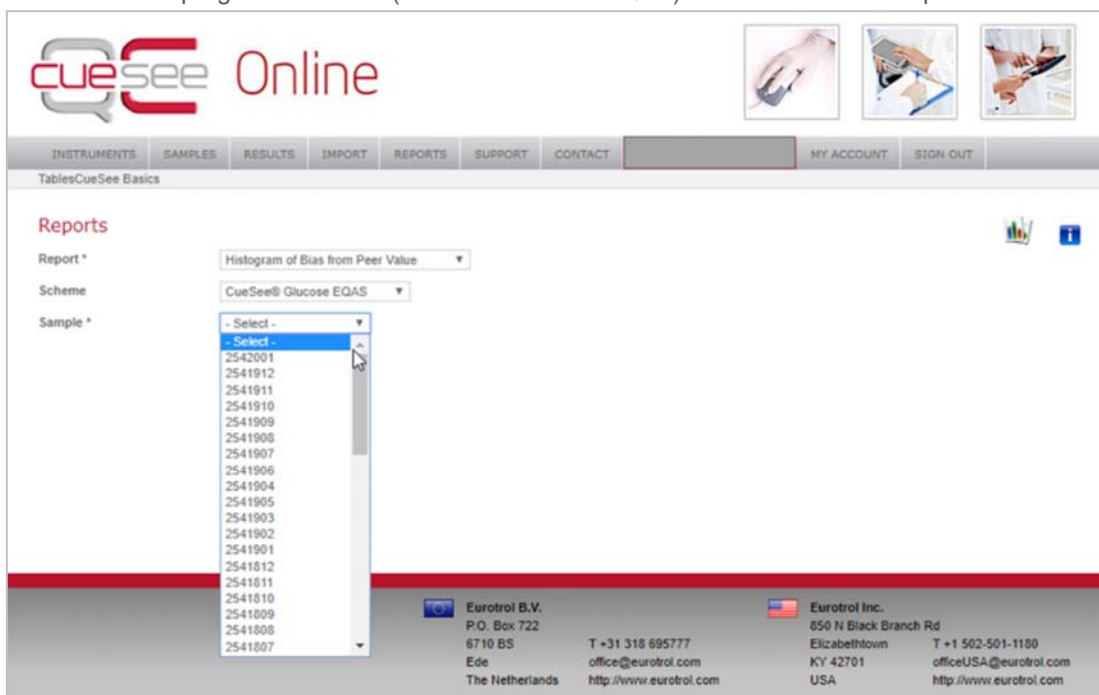 cuesee Online
INSTRUMENTS SAMPLES RESULTS IMPORT REPORTS SUPPORT CONTACT MY ACCOUNT SIGN OUT
TablesCueSee Basics
Reports
Report * Histogram of Bias from Peer Value
Scheme CueSee® Glucose EQAS
Sample * - Select -
- Select -
2542001
2541912
2541911
2541910
2541909
2541908
2541907
2541906
2541904
2541905
2541903
2541902
2541901
2541812
2541811
2541810
2541809
2541808
2541807
Eurotrol B.V.
P.O. Box 722
6710 BS T +31 318 695777
Ede office@eurotrol.com
The Netherlands http://www.eurotrol.com
Eurotrol Inc.
850 N Black Branch Rd
Elizabethtown T +1 502-501-1180
KY 42701 officeUSA@eurotrol.com
USA http://www.eurotrol.com